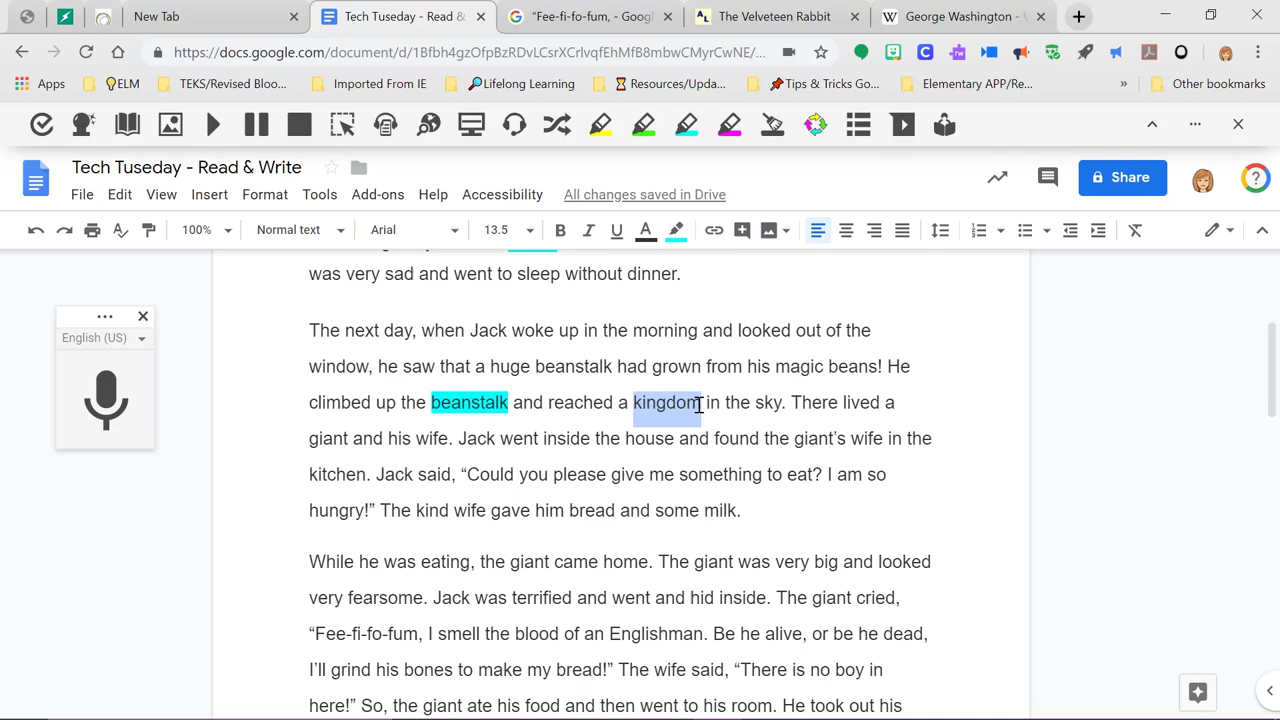 New Tab
Tech Tuseday - Read &
"Fee-fi-fo-fum, - Googl
AL The Velveteen Rabbit
W George Washington -
https://docs.google.com/document/d/1Bfbh4gzOfpBzRDvLCsrXCrlvqfEhMfB8mbwCMyrCwNE/...
Apps
ELM
TEKS/Revised Bloo...
Imported From IE
Lifelong Learning
Resources/Upda...
Tips & Tricks Go...
Elementary APP/Re...
»
Other bookmarks
Tech Tuseday - Read & Write
File Edit View Insert Format Tools Add-ons Help Accessibility All changes saved in Drive
Share
100% Normal text Arial 13.5 B I U A
was very sad and went to sleep without dinner.
English (US)
The next day, when Jack woke up in the morning and looked out of the
window, he saw that a huge beanstalk had grown from his magic beans! He
climbed up the beanstalk and reached a kingdom in the sky. There lived a
giant and his wife. Jack went inside the house and found the giant’s wife in the
kitchen. Jack said, “Could you please give me something to eat? I am so
hungry!” The kind wife gave him bread and some milk.
While he was eating, the giant came home. The giant was very big and looked
very fearsome. Jack was terrified and went and hid inside. The giant cried,
“Fee-fi-fo-fum, I smell the blood of an Englishman. Be he alive, or be he dead,
I’ll grind his bones to make my bread!” The wife said, “There is no boy in
here!” So, the giant ate his food and then went to his room. He took out his